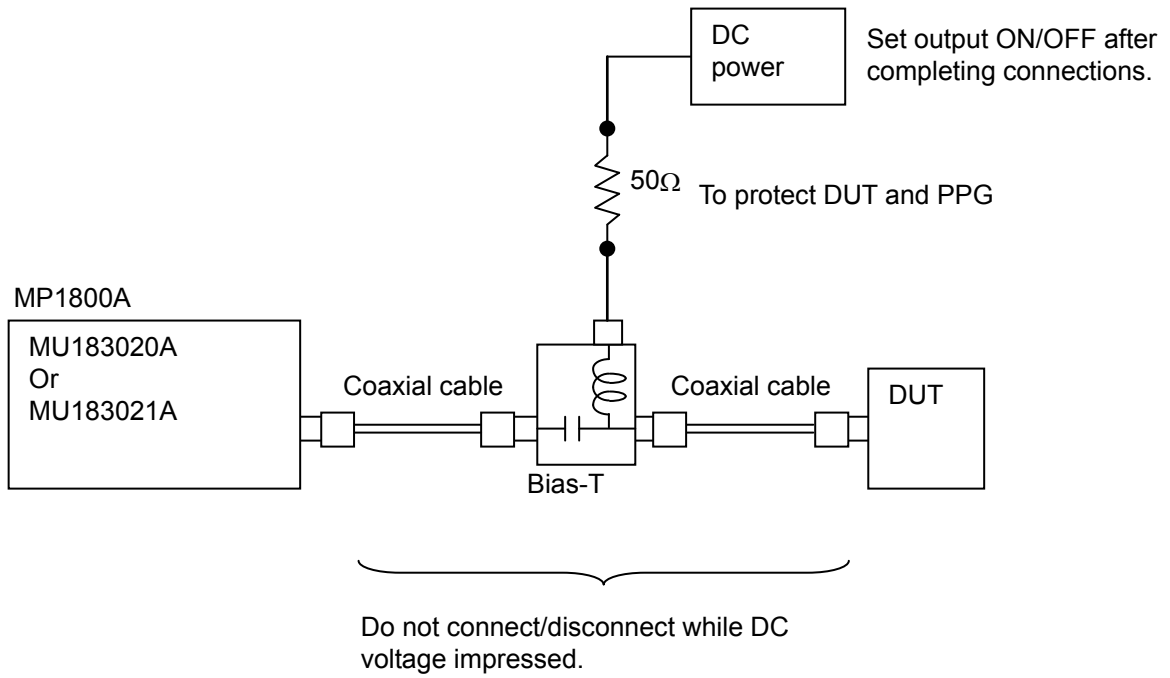 DC
power
Set output ON/OFF after
completing connections.
50Ω
To protect DUT and PPG
MP1800A
MU183020A
Or
MU183021A
Coaxial cable
Coaxial cable
DUT
Bias-T
Do not connect/disconnect while DC
voltage impressed.